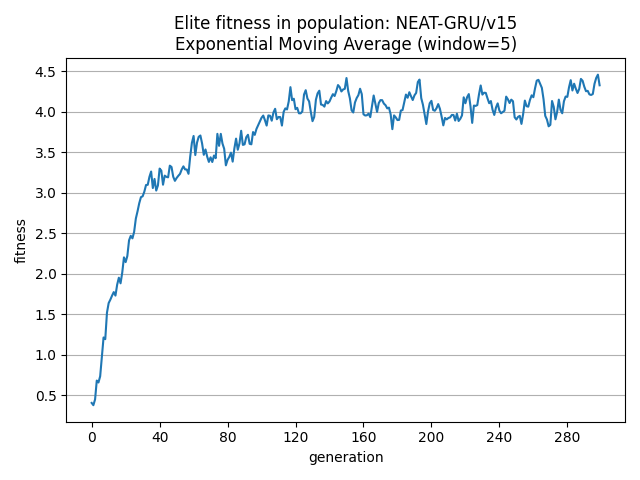 Elite fitness in population: NEAT-GRU/v15
Exponential Moving Average (window=5)
4.5
4.0
3.5
3.0
2.5
2.0
1.5
1.0
0.5
fitness
0 40 80 120 160 200 240 280
generation